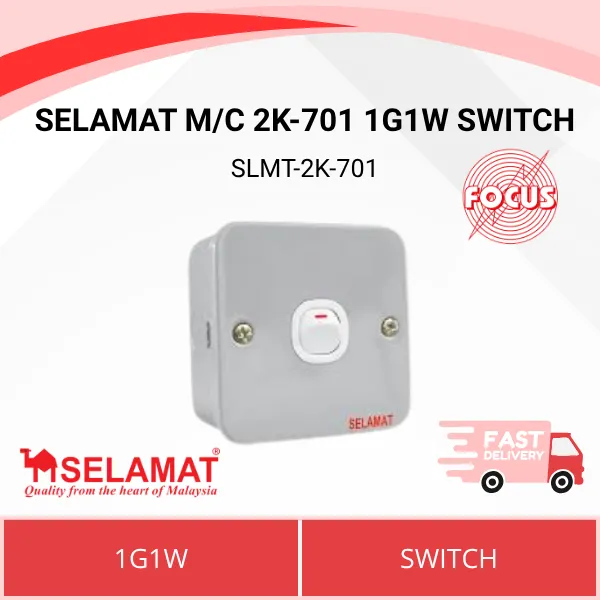 SELAMAT M/C 2K-701 1G1W SWITCH
SLMT-2K-701
FOCUS
SELAMAT
FAST
DELIVERY
SELAMAT®
Quality from the heart of Malaysia
1G1W
SWITCH